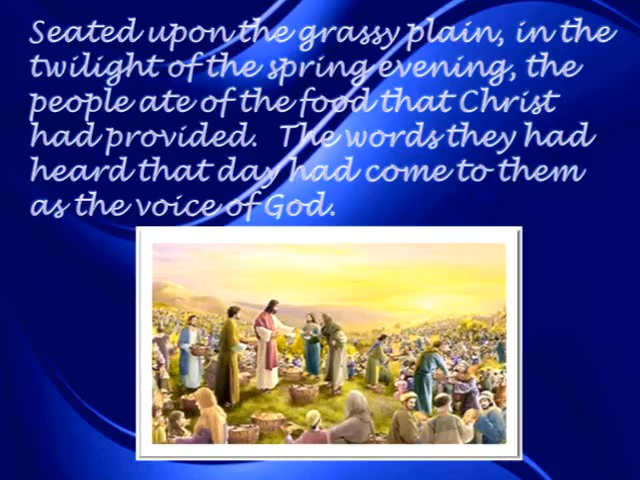 Seated upon the grassy plain, in the
twilight of the spring evening, the
people ate of the food that Christ
had provided.  The words they had
heard that day had come to them
as the voice of God.